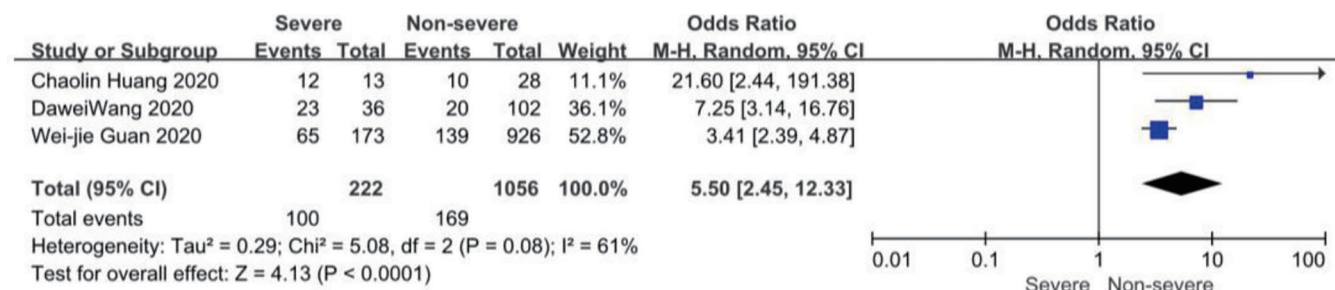 Severe Non-severe Odds Ratio Odds Ratio
Study or Subgroup Events Total Events Total Weight M-H, Random, 95% CI M-H, Random, 95% CI
Chaolin Huang 2020 12 13 10 28 11.1% 21.60 [2.44, 191.38]
DaweiWang 2020 23 36 20 102 36.1% 7.25 [3.14, 16.76]
Wei-jie Guan 2020 65 173 139 926 52.8% 3.41 [2.39, 4.87]
Total (95% CI) 222 1056 100.0% 5.50 [2.45, 12.33]
Total events 100 169
Heterogeneity: Tau² = 0.29; Chi² = 5.08, df = 2 (P = 0.08); I² = 61%
Test for overall effect: Z = 4.13 (P < 0.0001)
0.01 0.1 1 10 100
Severe Non-severe